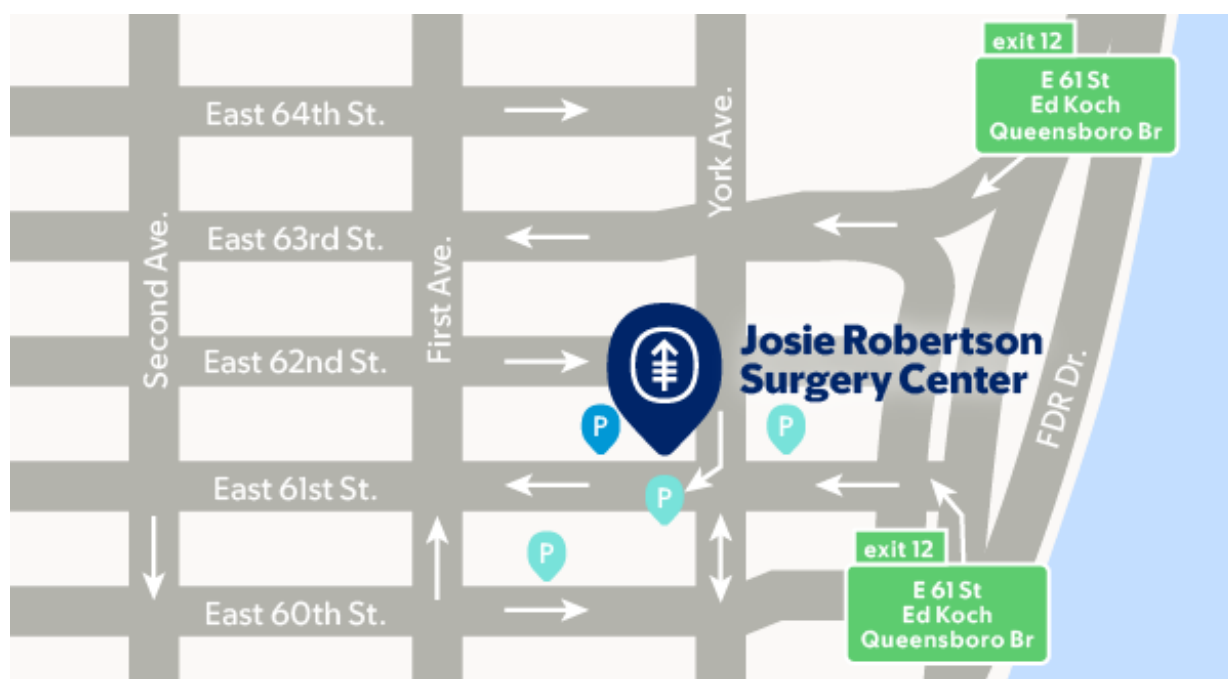 exit 12
E 61 St
Ed Koch
Queensboro Br
East 64th St.
York Ave.
East 63rd St.
Second Ave.
First Ave.
East 62nd St.
Josie Robertson
Surgery Center
FDR Dr.
P
P
East 61st St.
P
P
exit 12
E 61 St
Ed Koch
Queensboro Br
East 60th St.